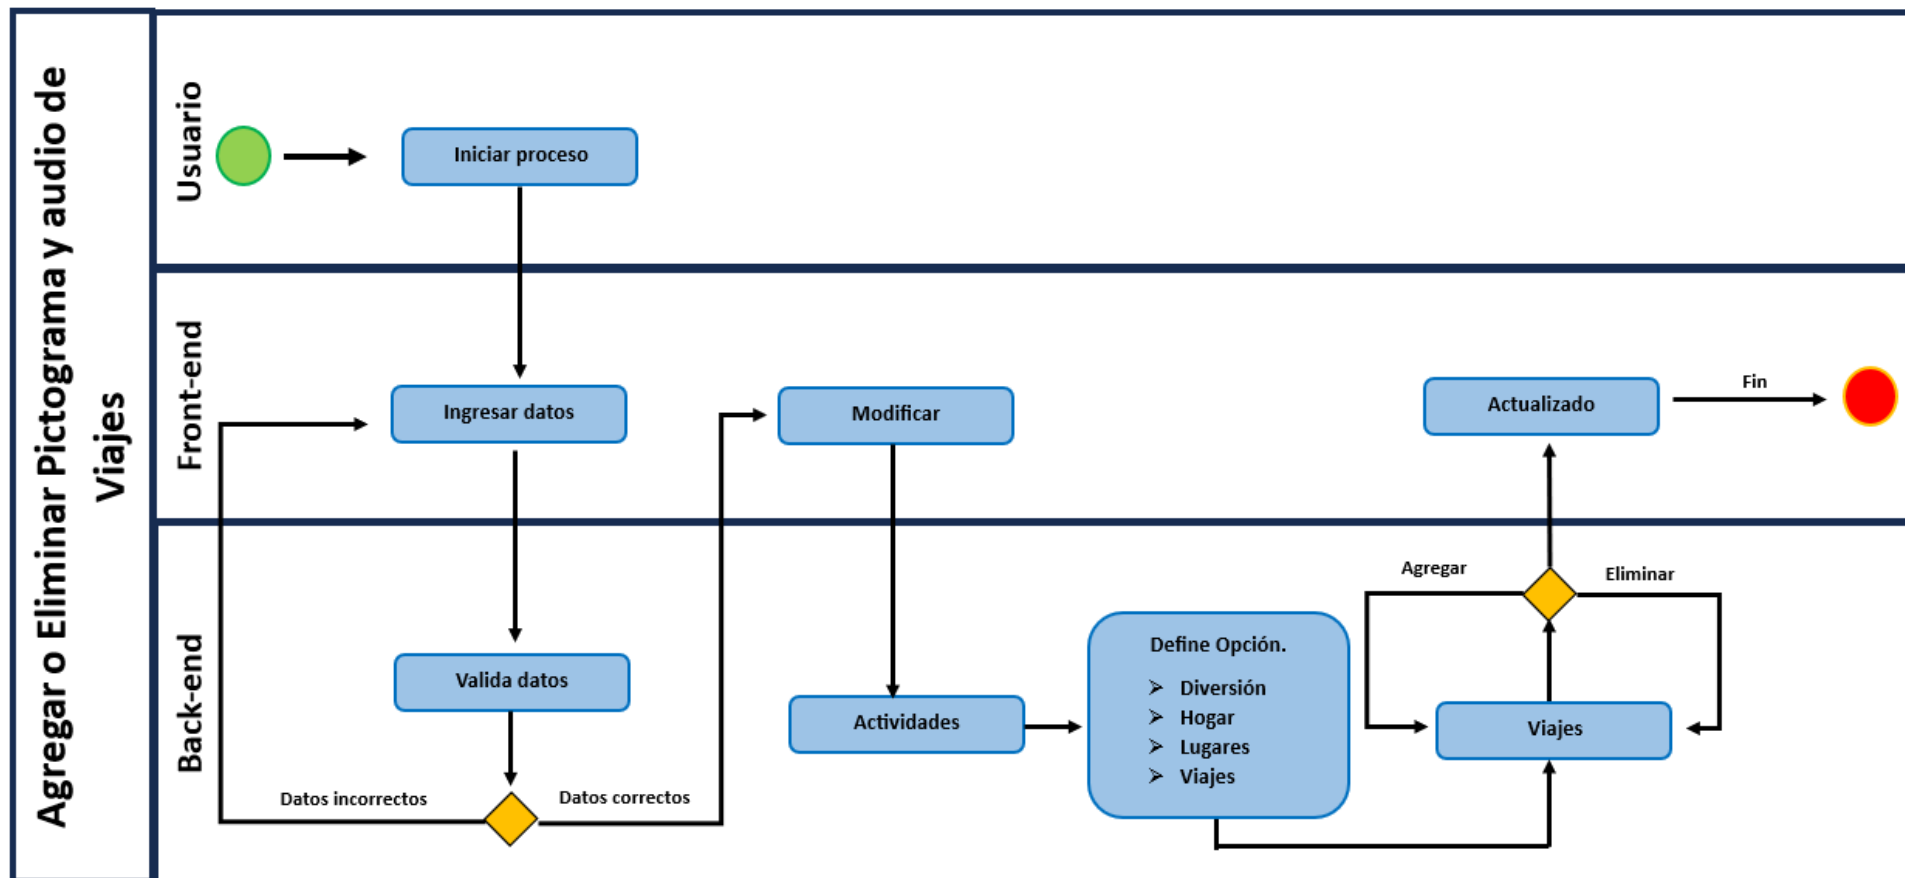 Agregar o Eliminar Pictograma y audio de
Viajes
Usuario
Iniciar proceso
Front-end
Ingresar datos
Modificar
Actualizado
Fin
Back-end
Valida datos
Datos incorrectos
Datos correctos
Actividades
Define Opción.
➢ Diversión
➢ Hogar
➢ Lugares
➢ Viajes
Agregar
Eliminar
Viajes